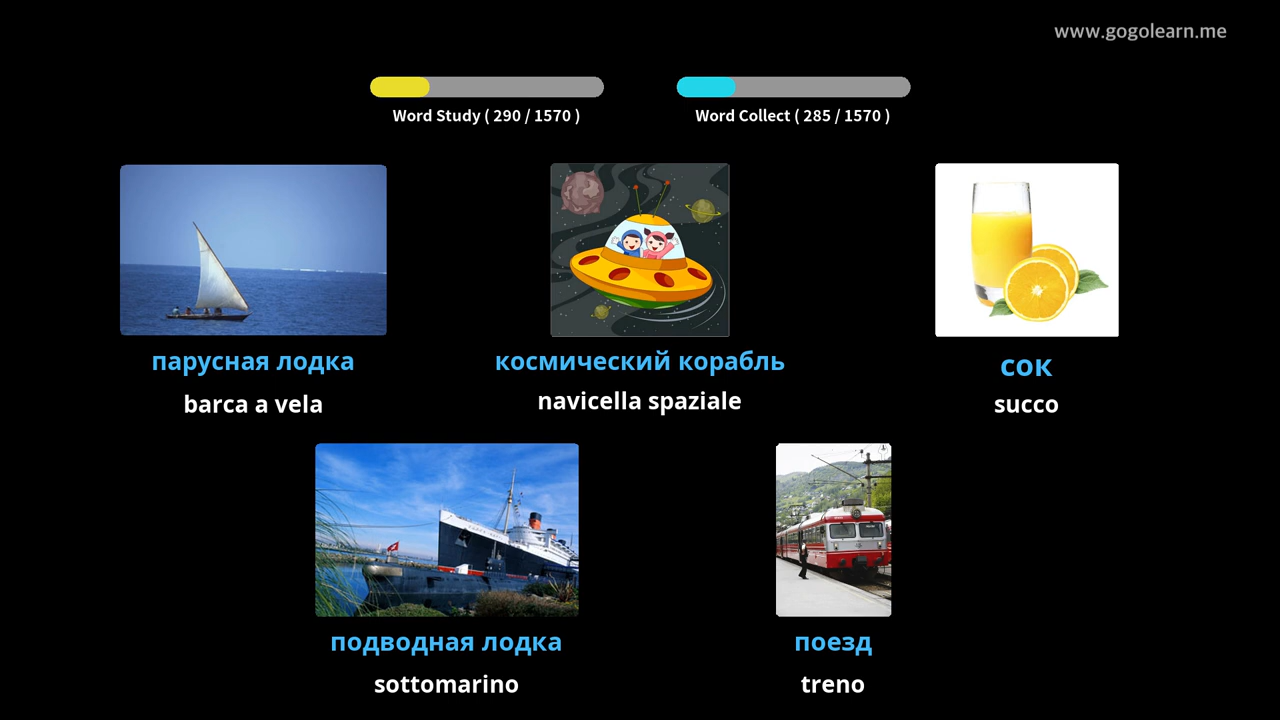 www.gogolearn.me
Word Study ( 290 / 1570 )
Word Collect ( 285 / 1570 )
парусная лодка
barca a vela
космический корабль
navicella spaziale
сок
succo
подводная лодка
sottomarino
поезд
treno